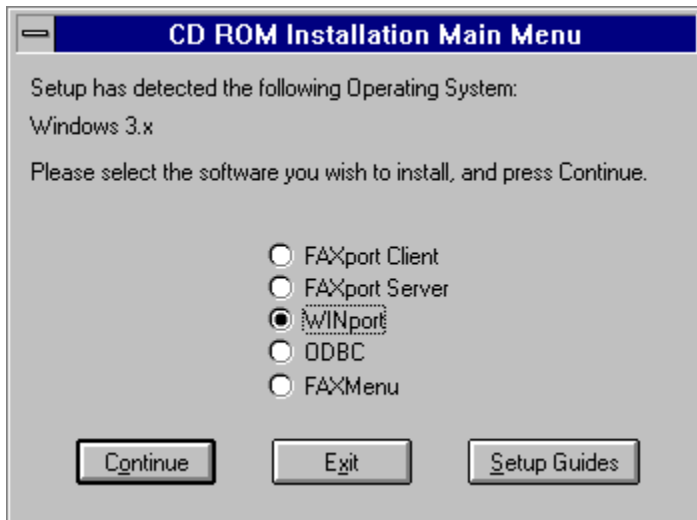 CD ROM Installation Main Menu
Setup has detected the following Operating System:
Windows 3.x
Please select the software you wish to install, and press Continue.
FAXport Client
FAXport Server
WINport
ODBC
FAXMenu
Continue Exit Setup Guides